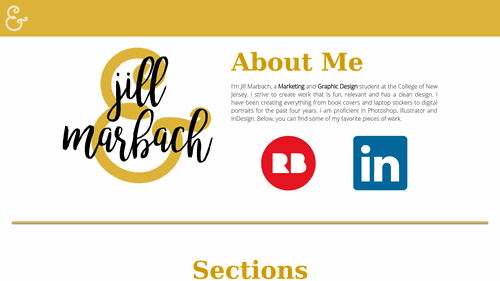 &
jill
&
marbach
About Me
I'm Jill Marbach, a Marketing and Graphic Design student at the College of New
Jersey. I strive to create work that is fun, relevant and has a clean design. I
have been creating everything from book covers and laptop stickers to digital
portraits for the past four years. I am proficient in Photoshop, Illustrator and
InDesign. Below, you can find some of my favorite pieces of work.
RB
in
Sections